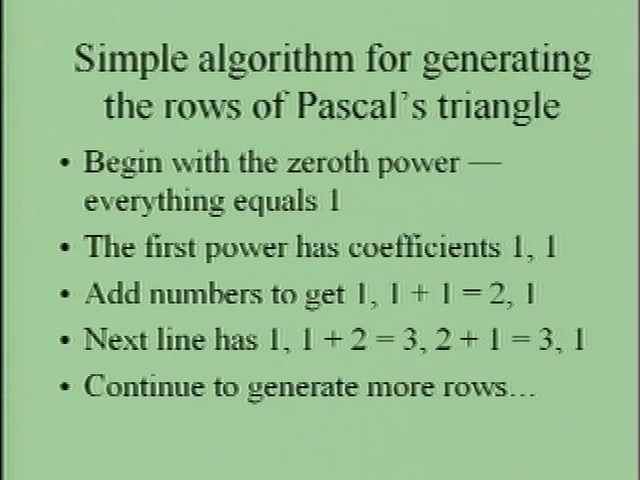 Simple algorithm for generating
the rows of Pascal's triangle
• Begin with the zeroth power —
everything equals 1
• The first power has coefficients 1, 1
• Add numbers to get 1, 1 + 1 = 2, 1
• Next line has 1, 1 + 2 = 3, 2 + 1 = 3, 1
• Continue to generate more rows…